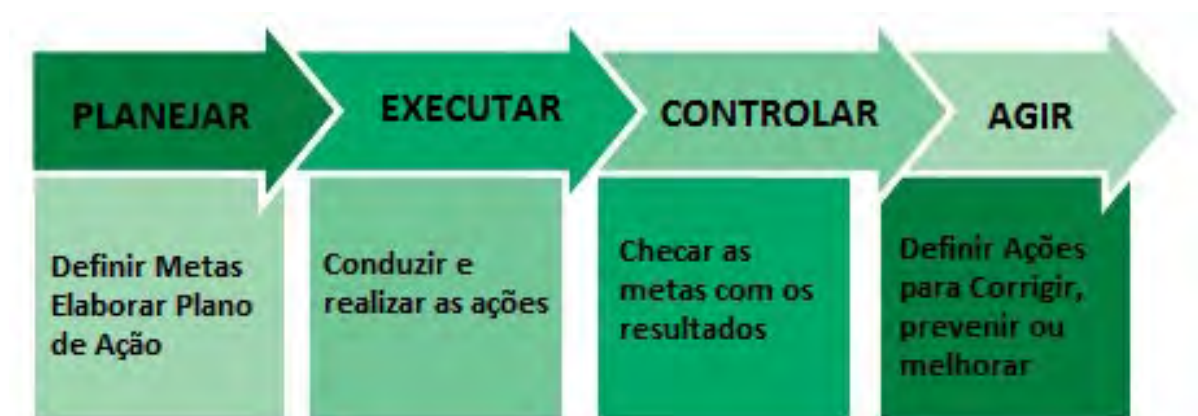 PLANEJAR
EXECUTAR
CONTROLAR
AGIR
Definir Metas
Elaborar Plano
de Ação
Conduzir e
realizar as ações
Checar as
metas com os
resultados
Definir Ações
para Corrigir,
prevenir ou
melhorar